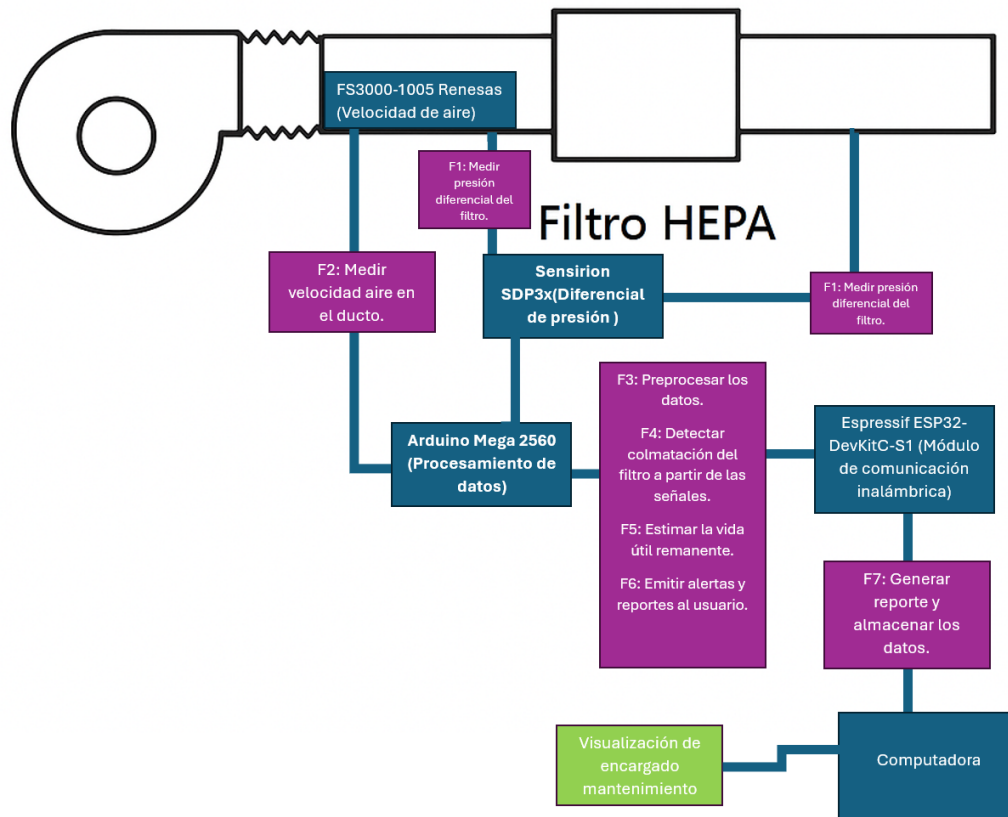 FS3000-1005 Renesas
(Velocidad de aire)
F1: Medir
presión
diferencial del
filtro.
Filtro HEPA
F2: Medir
velocidad aire en
el ducto.
Sensirion
SDP3x(Diferencial
de presión )
F1: Medir presión
diferencial del
filtro.
Arduino Mega 2560
(Procesamiento de
datos)
F3: Preprocesar los
datos.
F4: Detectar
colmatación del
filtro a partir de las
señales.
F5: Estimar la vida
útil remanente.
F6: Emitir alertas y
reportes al usuario.
Espressif ESP32-
DevKitC-S1 (Módulo
de comunicación
inalámbrica)
F7: Generar
reporte y
almacenar los
datos.
Visualización de
encargado
mantenimiento
Computadora